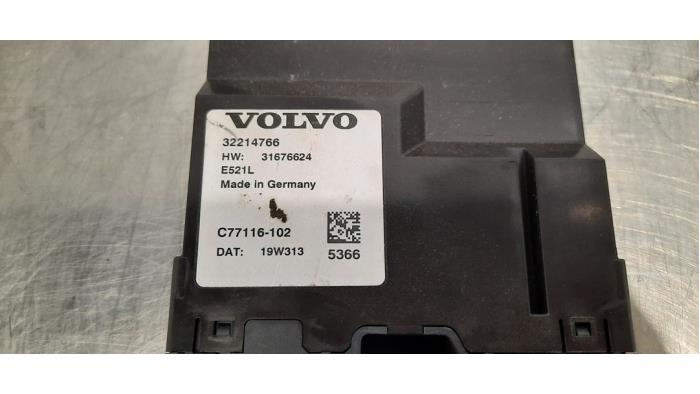 VOLVO
32214766
HW: 31676624
E521L
Made in Germany
C77116-102
DAT: 19W313
5366